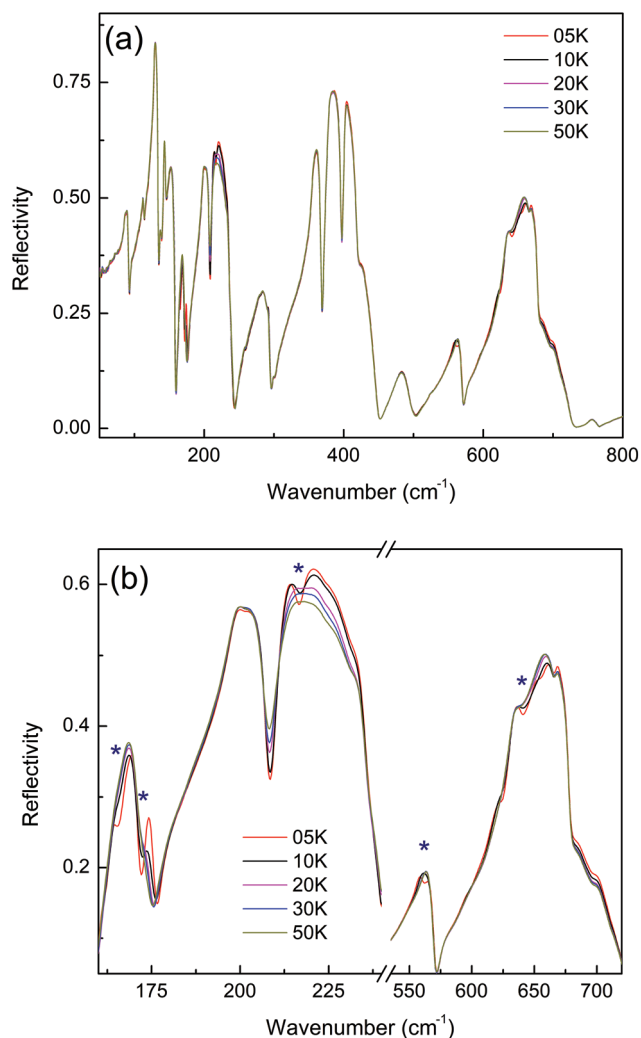 (a)
05K
10K
20K
30K
50K
0.75
0.50
0.25
0.00
Reflectivity
200
400
600
800
Wavenumber (cm-1)
(b)
*
*
*
*
*
0.6
0.4
0.2
Reflectivity
05K
10K
20K
30K
50K
175
200
225
550
600
650
700
Wavenumber (cm-1)